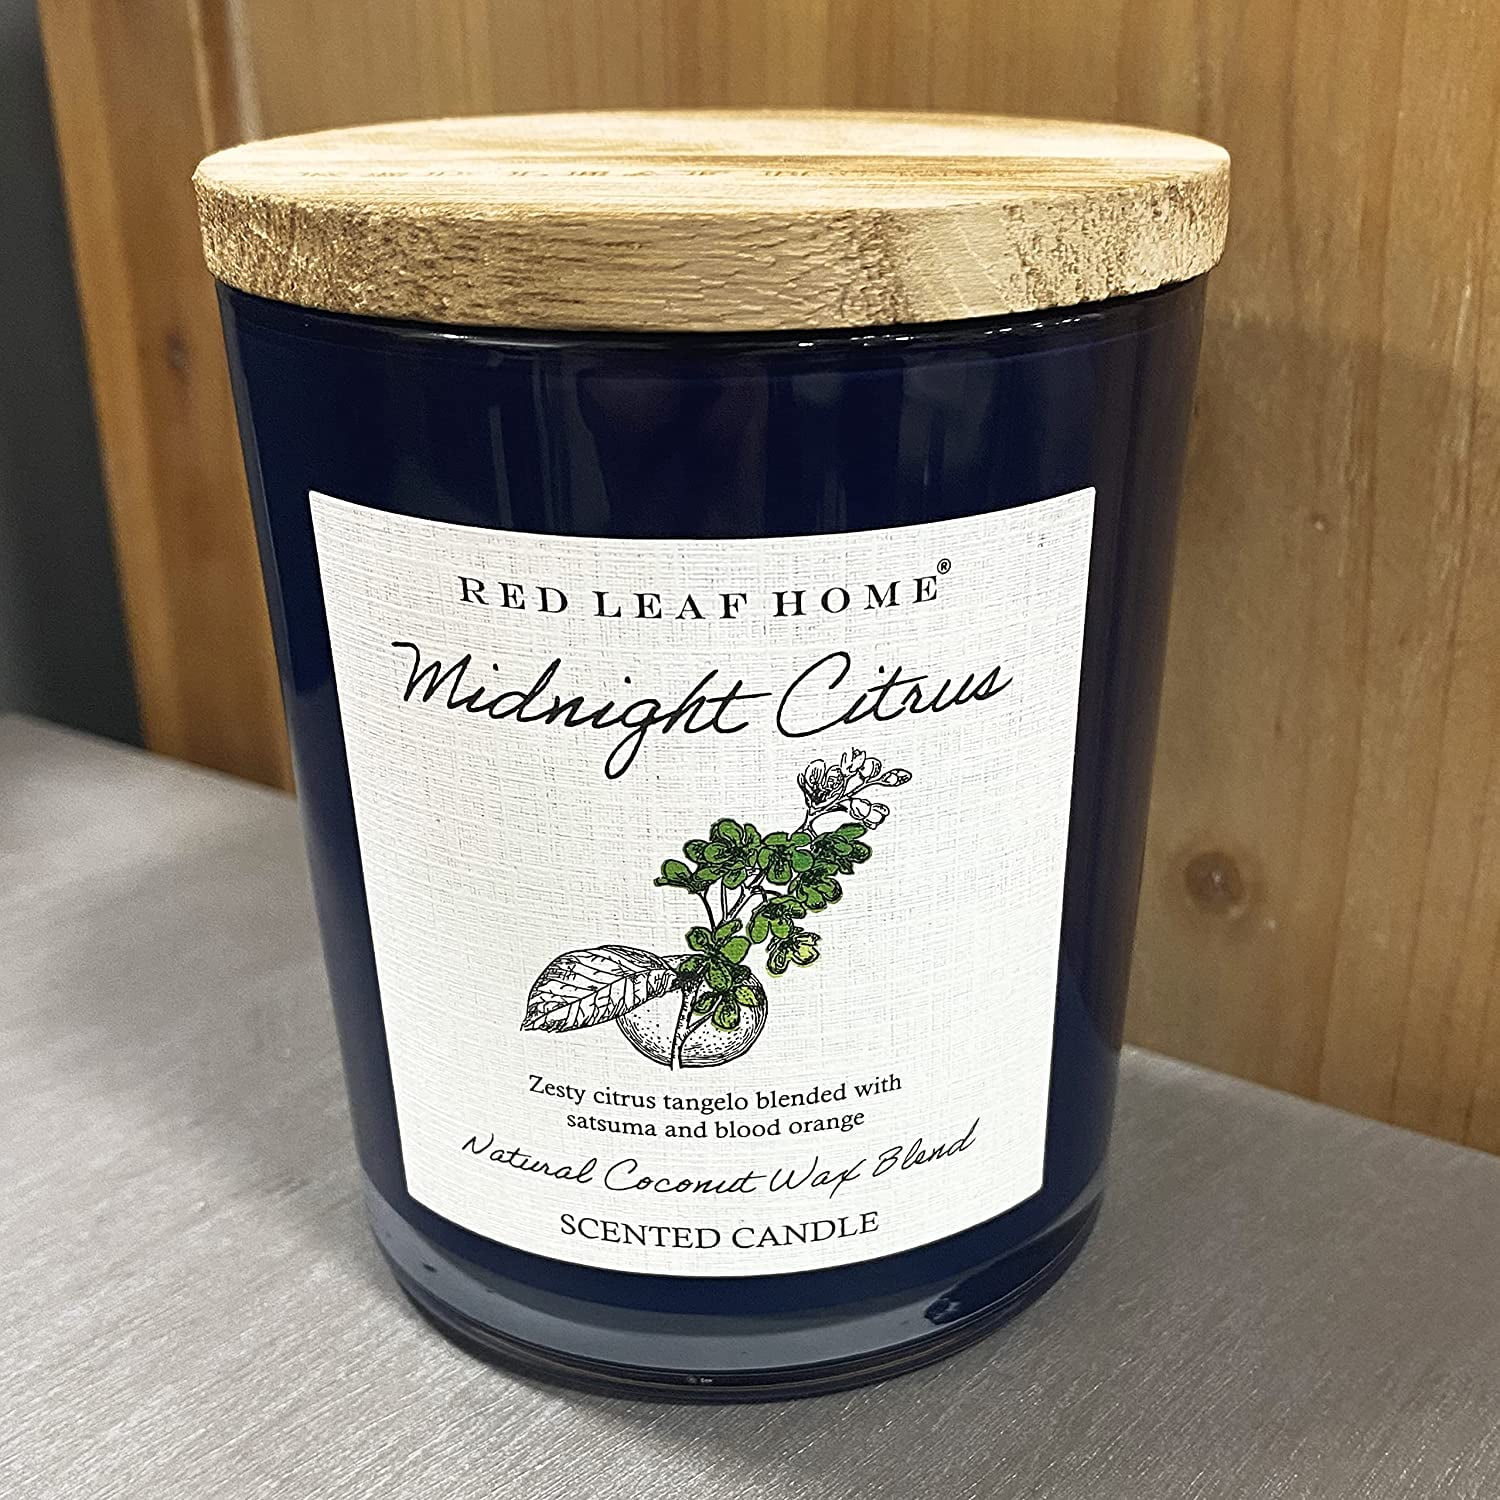 RED LEAF HOME®
Midnight Citrus
Zesty citrus tangelo blended with
satsuma and blood orange
Natural Coconut Wax Blend
SCENTED CANDLE